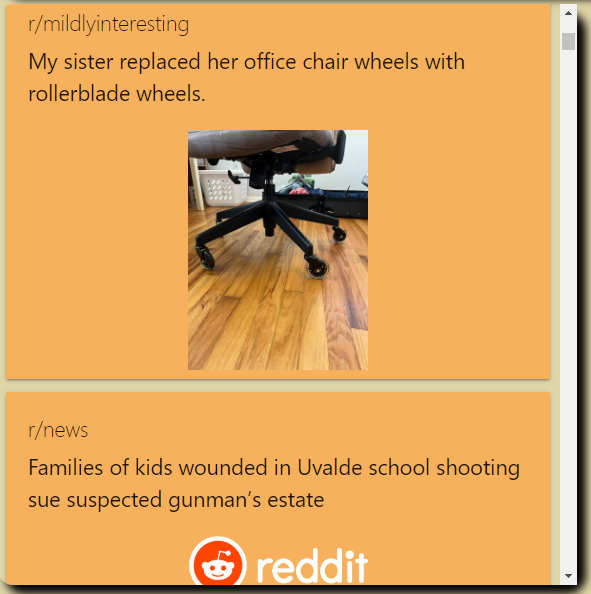 r/mildlyinteresting
My sister replaced her office chair wheels with
rollerblade wheels.
r/news
Families of kids wounded in Uvalde school shooting
sue suspected gunman’s estate
reddit